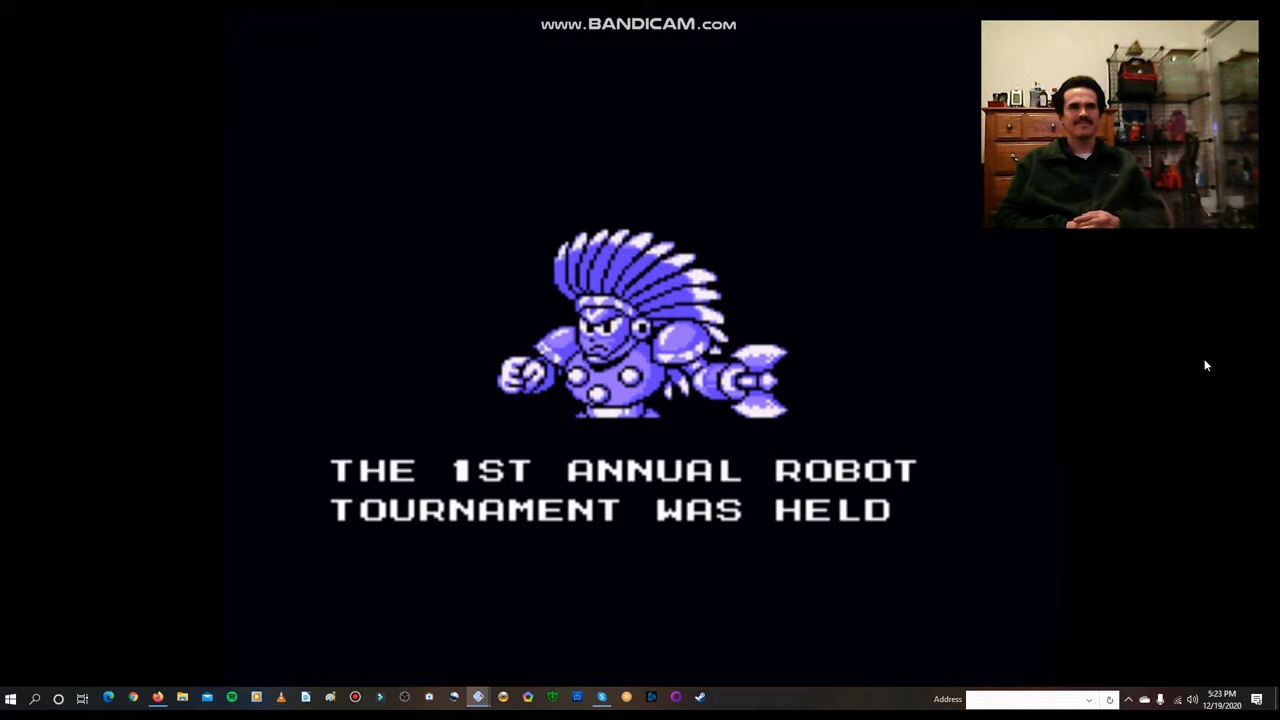 www.BANDICAM.com
THE 1ST ANNUAL ROBOT
TOURNAMENT WAS HELD
Address
5:23 PM
12/19/2020